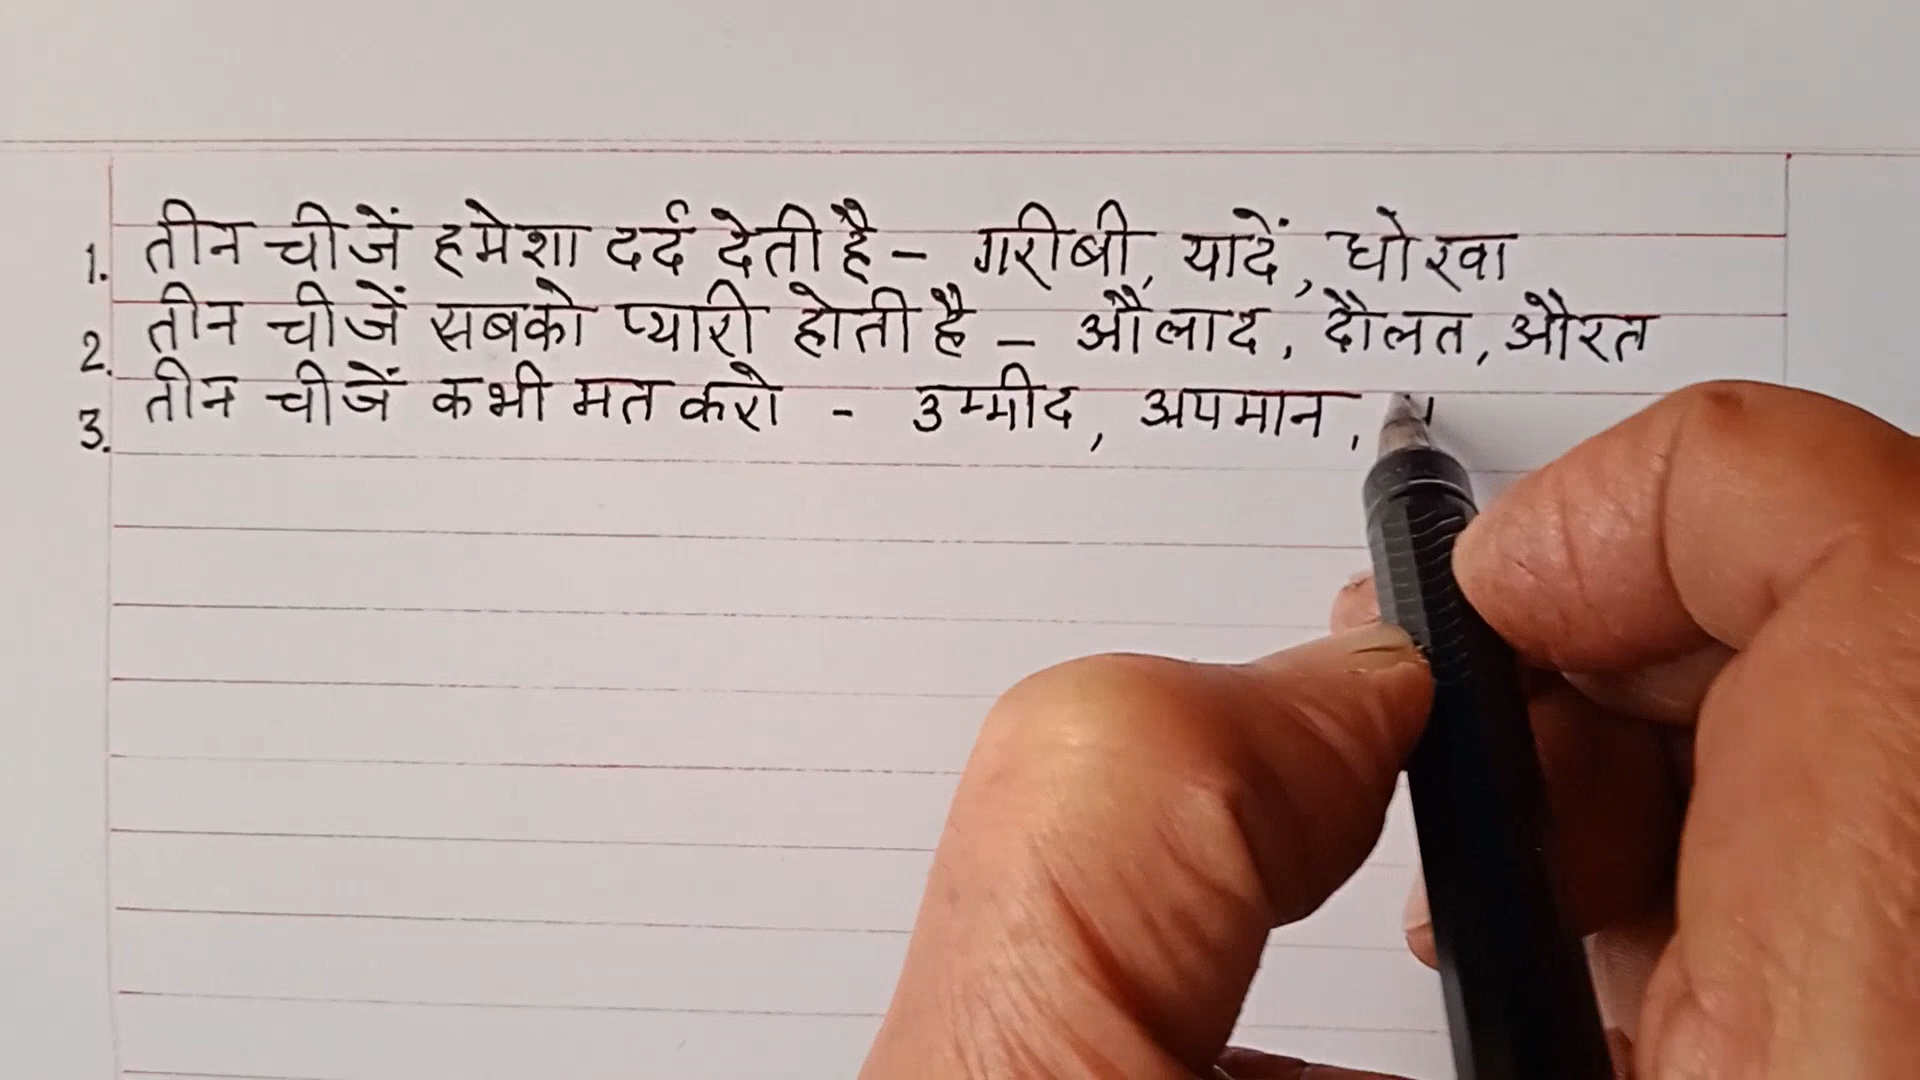 1. तीन चीजें हमेशा दर्द देती है - गरीबी, यादें, धोखा
2. तीन चीजें सबको प्यारी होती है - औलाद, दौलत, औरत
3. तीन चीजें कभी मत करो - उम्मीद, अपमान,